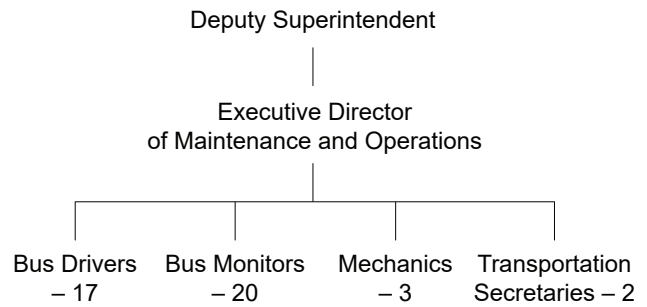 Deputy Superintendent
Executive Director
of Maintenance and Operations
Bus Drivers
– 17
Bus Monitors
– 20
Mechanics
– 3
Transportation
Secretaries – 2